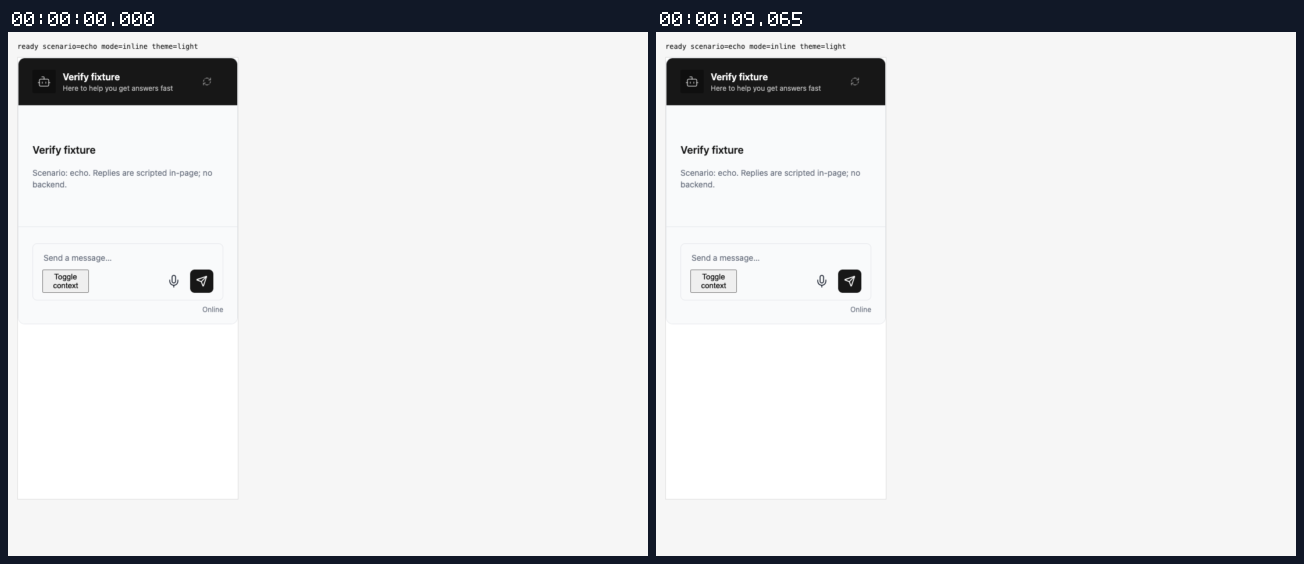 00:00:00.000
ready scenario=echo mode=inline theme=light
Verify fixture
Here to help you get answers fast
Verify fixture
Scenario: echo. Replies are scripted in-page; no
backend.
Send a message...
Toggle
context
Online
00:00:09.065
ready scenario=echo mode=inline theme=light
Verify fixture
Here to help you get answers fast
Verify fixture
Scenario: echo. Replies are scripted in-page; no
backend.
Send a message...
Toggle
context
Online